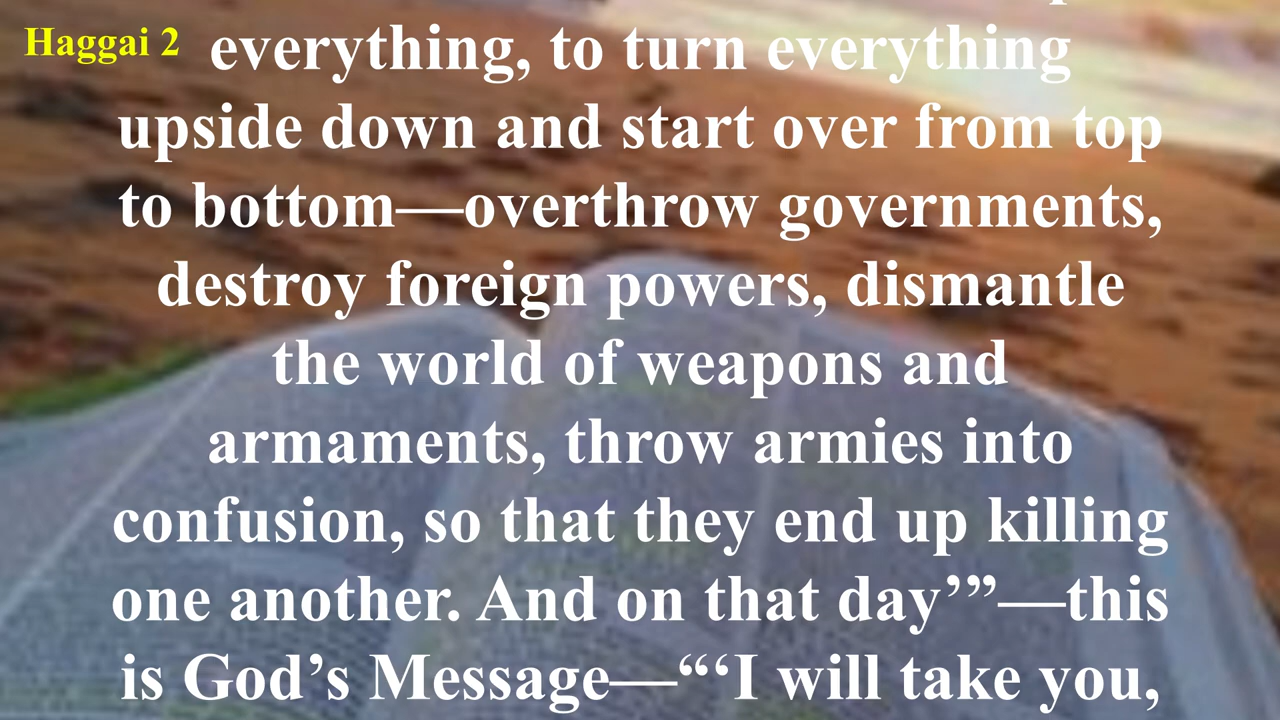 Haggai 2
everything, to turn everything
upside down and start over from top
to bottom—overthrow governments,
destroy foreign powers, dismantle
the world of weapons and
armaments, throw armies into
confusion, so that they end up killing
one another. And on that day’”—this
is God’s Message—“‘I will take you,